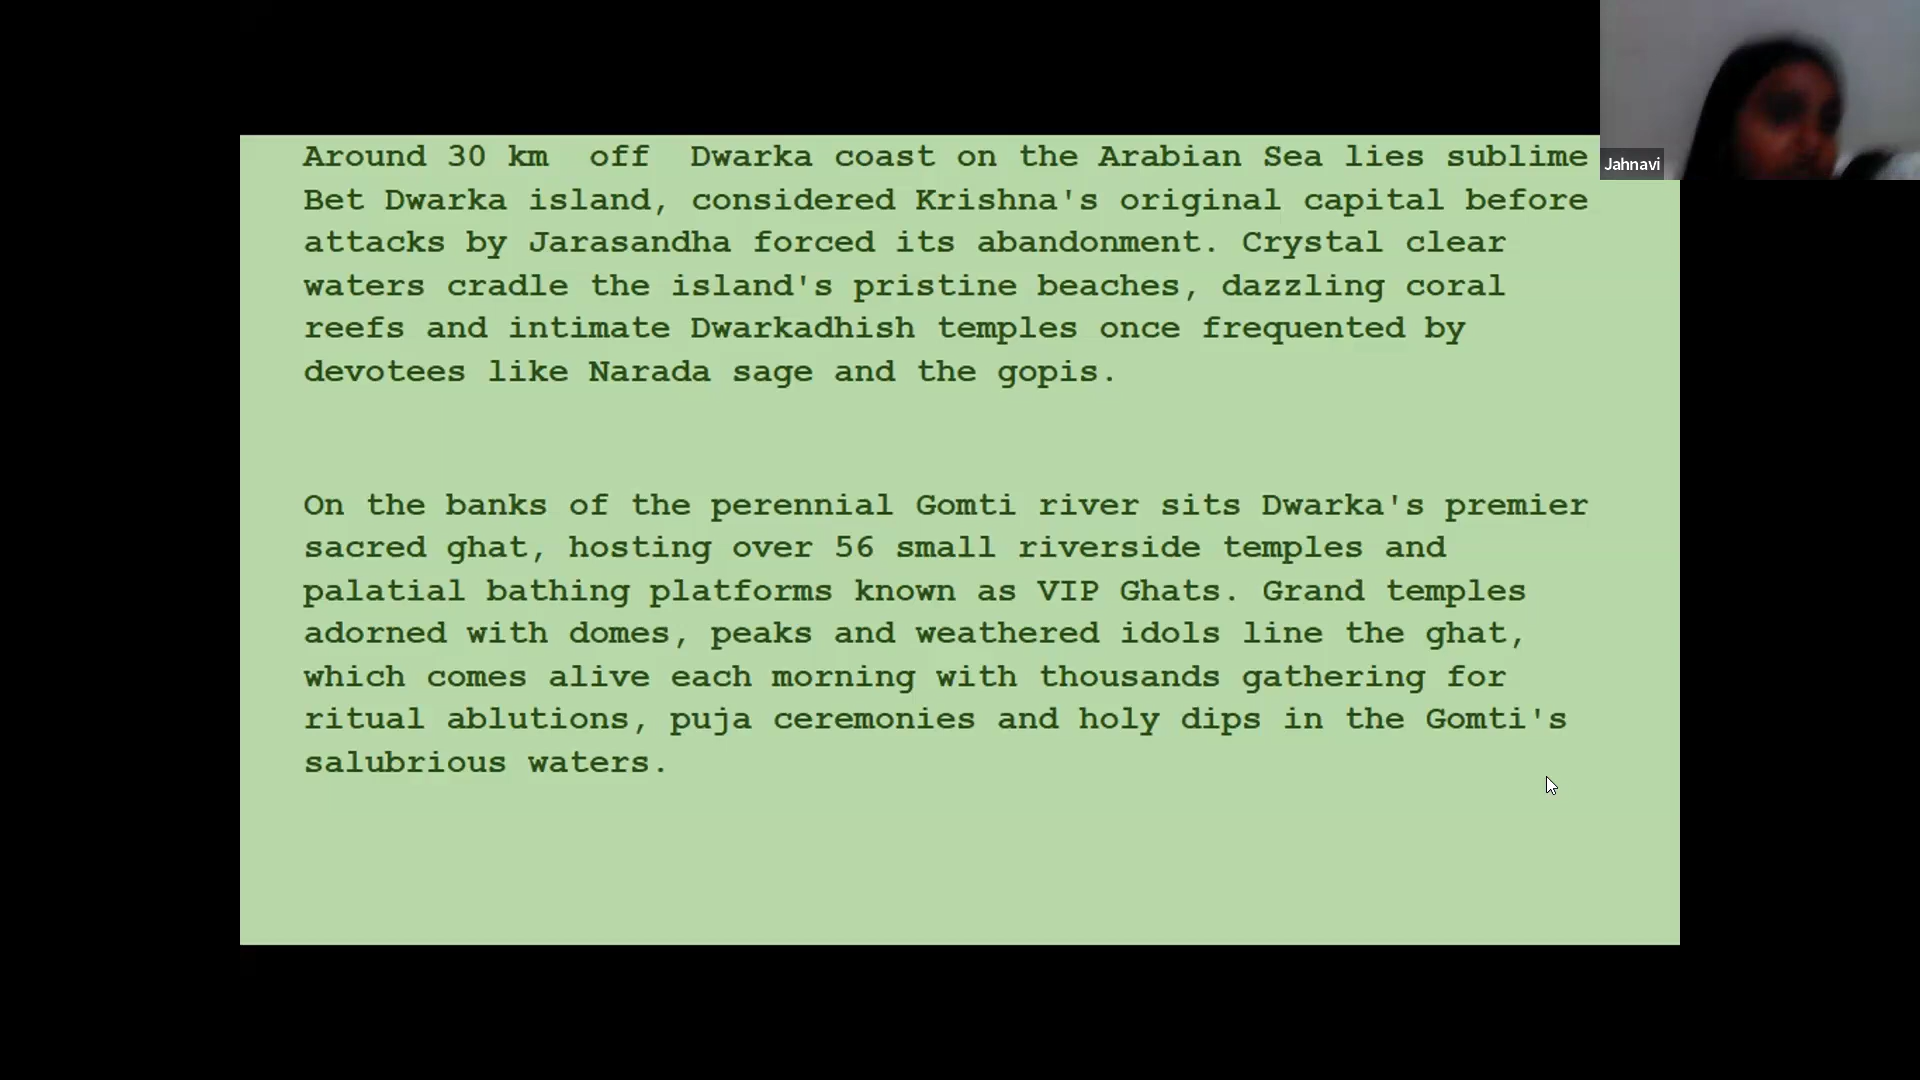 Around 30 km  off  Dwarka coast on the Arabian Sea lies sublime
Bet Dwarka island, considered Krishna's original capital before
attacks by Jarasandha forced its abandonment. Crystal clear
waters cradle the island's pristine beaches, dazzling coral
reefs and intimate Dwarkadhish temples once frequented by
devotees like Narada sage and the gopis.
On the banks of the perennial Gomti river sits Dwarka's premier
sacred ghat, hosting over 56 small riverside temples and
palatial bathing platforms known as VIP Ghats. Grand temples
adorned with domes, peaks and weathered idols line the ghat,
which comes alive each morning with thousands gathering for
ritual ablutions, puja ceremonies and holy dips in the Gomti's
salubrious waters.
Jahnavi